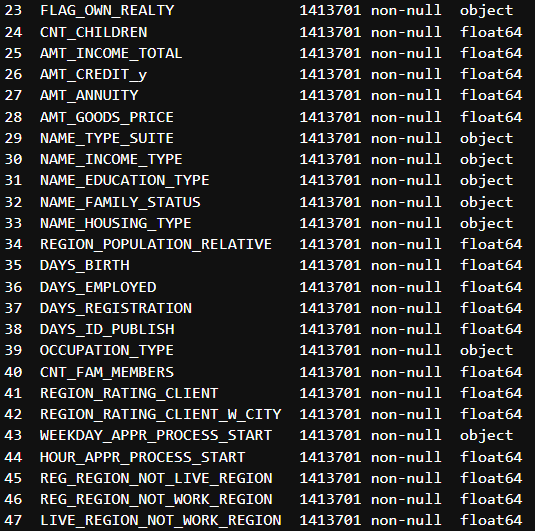 23 FLAG_OWN_REALTY 1413701 non-null object
24 CNT_CHILDREN 1413701 non-null float64
25 AMT_INCOME_TOTAL 1413701 non-null float64
26 AMT_CREDIT_y 1413701 non-null float64
27 AMT_ANNUITY 1413701 non-null float64
28 AMT_GOODS_PRICE 1413701 non-null float64
29 NAME_TYPE_SUITE 1413701 non-null object
30 NAME_INCOME_TYPE 1413701 non-null object
31 NAME_EDUCATION_TYPE 1413701 non-null object
32 NAME_FAMILY_STATUS 1413701 non-null object
33 NAME_HOUSING_TYPE 1413701 non-null object
34 REGION_POPULATION_RELATIVE 1413701 non-null float64
35 DAYS_BIRTH 1413701 non-null float64
36 DAYS_EMPLOYED 1413701 non-null float64
37 DAYS_REGISTRATION 1413701 non-null float64
38 DAYS_ID_PUBLISH 1413701 non-null float64
39 OCCUPATION_TYPE 1413701 non-null object
40 CNT_FAM_MEMBERS 1413701 non-null float64
41 REGION_RATING_CLIENT 1413701 non-null float64
42 REGION_RATING_CLIENT_W_CITY 1413701 non-null float64
43 WEEKDAY_APPR_PROCESS_START 1413701 non-null object
44 HOUR_APPR_PROCESS_START 1413701 non-null float64
45 REG_REGION_NOT_LIVE_REGION 1413701 non-null float64
46 REG_REGION_NOT_WORK_REGION 1413701 non-null float64
47 LIVE_REGION_NOT_WORK_REGION 1413701 non-null float64